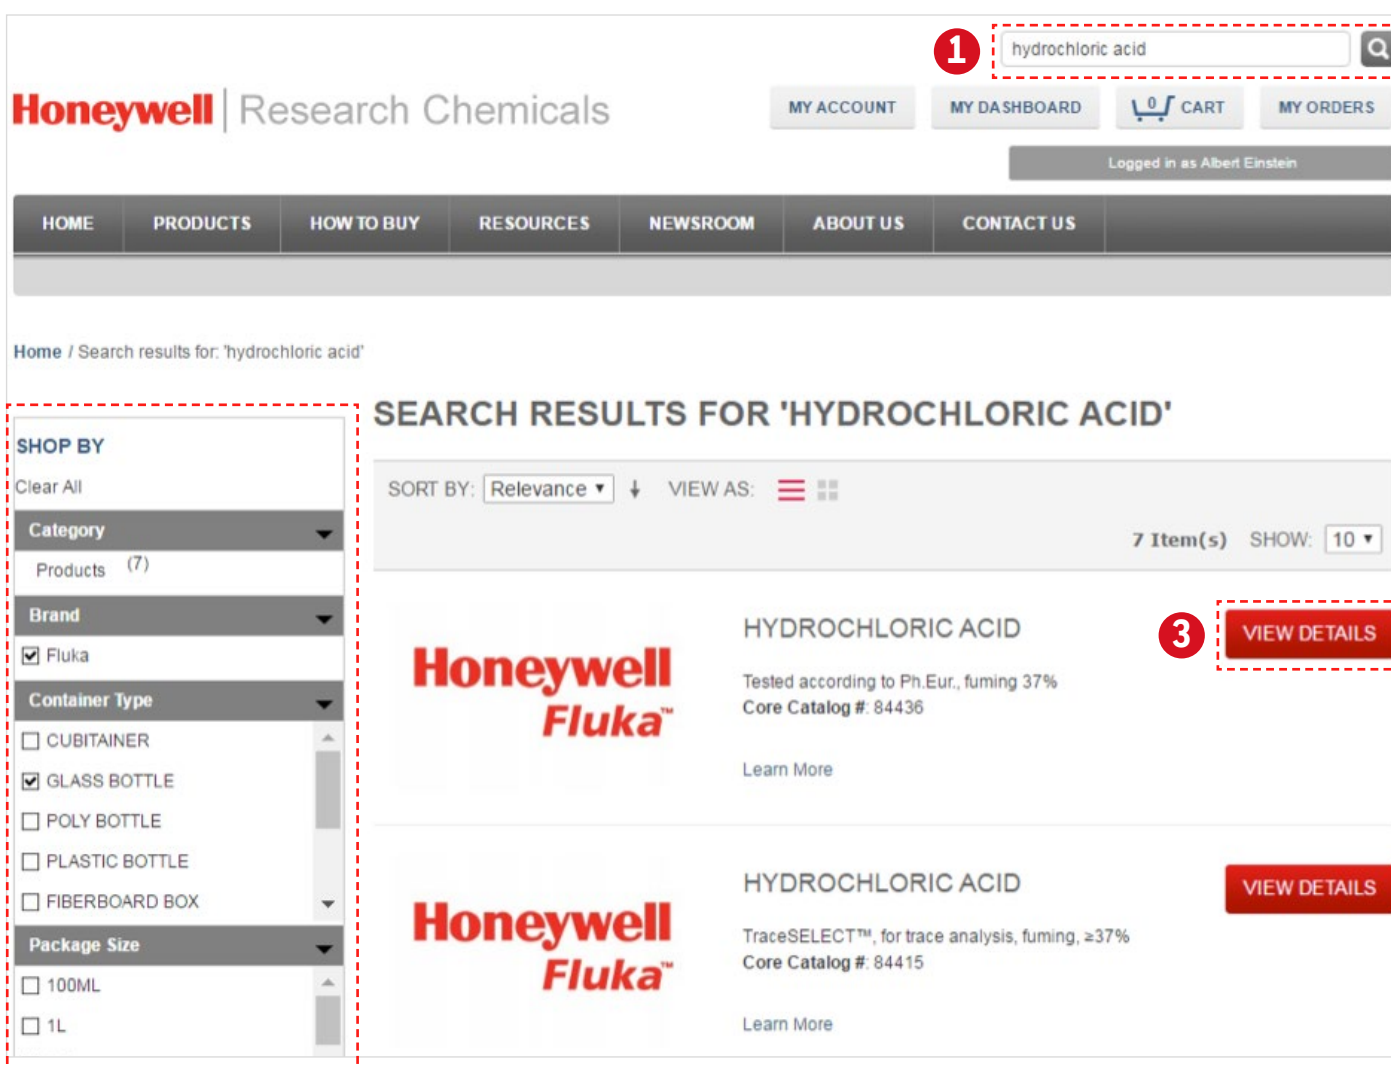 1
hydrochloric acid
Honeywell | Research Chemicals
MY ACCOUNT
MY DASHBOARD
0 CART
MY ORDERS
Logged in as Albert Einstein
HOME PRODUCTS HOW TO BUY RESOURCES NEWSROOM ABOUT US CONTACT US
Home / Search results for: 'hydrochloric acid'
SHOP BY
Clear All
Category
Products (7)
Brand
Fluka
Container Type
CUBITAINER
GLASS BOTTLE
POLY BOTTLE
PLASTIC BOTTLE
FIBERBOARD BOX
Package Size
100ML
1L
SEARCH RESULTS FOR 'HYDROCHLORIC ACID'
SORT BY: Relevance VIEW AS:
7 Item(s) SHOW: 10
Honeywell
Fluka™
HYDROCHLORIC ACID
Tested according to Ph.Eur., fuming 37%
Core Catalog #: 84436
Learn More
3
VIEW DETAILS
Honeywell
Fluka™
HYDROCHLORIC ACID
TraceSELECT™, for trace analysis, fuming, ≥37%
Core Catalog #: 84415
Learn More
VIEW DETAILS